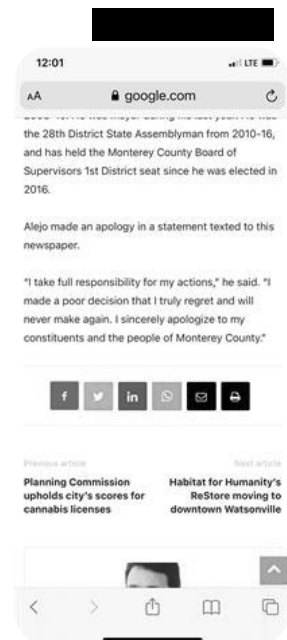 12:01
LTE
AA google.com
the 28th District State Assemblyman from 2010-16,
and has held the Monterey County Board of
Supervisors 1st District seat since he was elected in
2016.
Alejo made an apology in a statement texted to this
newspaper.
“I take full responsibility for my actions,” he said. “I
made a poor decision that I truly regret and will
never make again. I sincerely apologize to my
constituents and the people of Monterey County.”
f in
Previous article
Next article
Planning Commission
upholds city’s scores for
cannabis licenses
Habitat for Humanity’s
ReStore moving to
downtown Watsonville